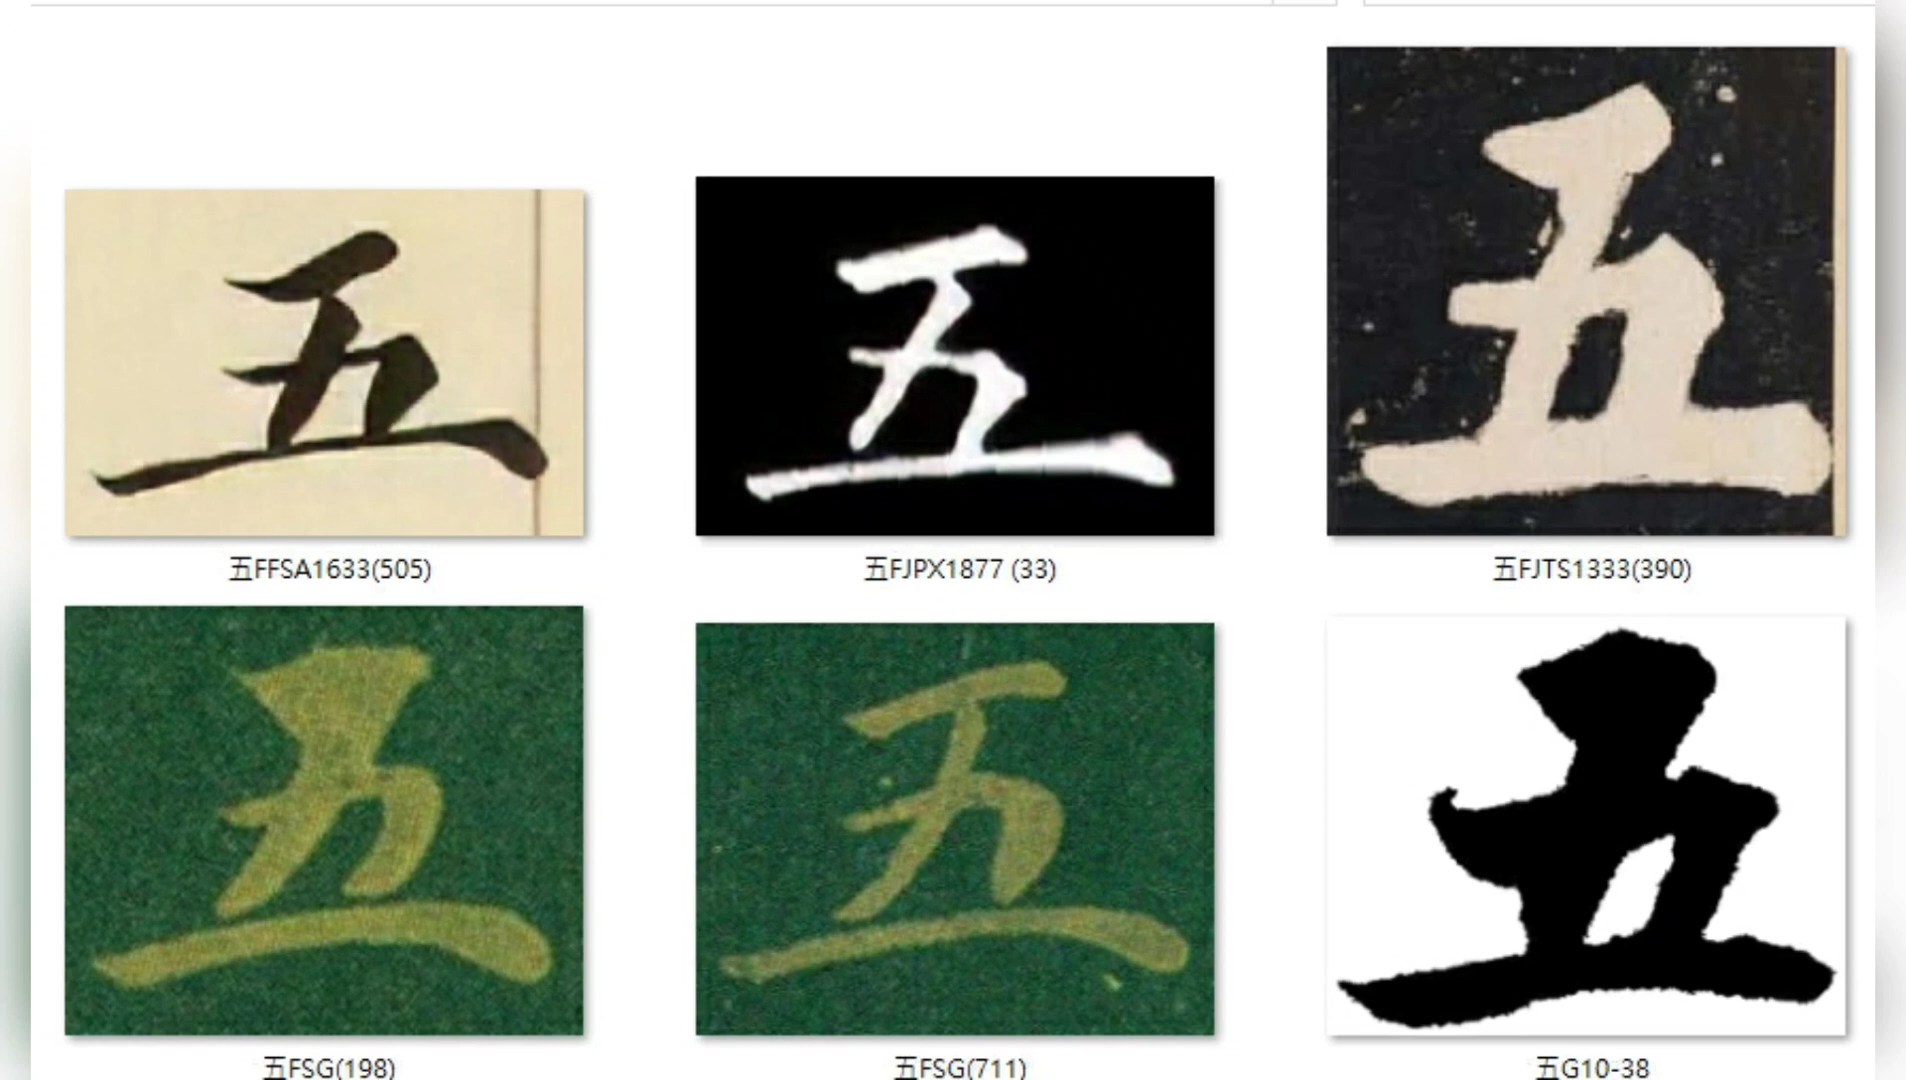 五 五 五
五FFSA1633(505) 五FJPX1877 (33) 五FJTS1333(390)
五 五 五
五FSG(198) 五FSG(711) 五G10-38